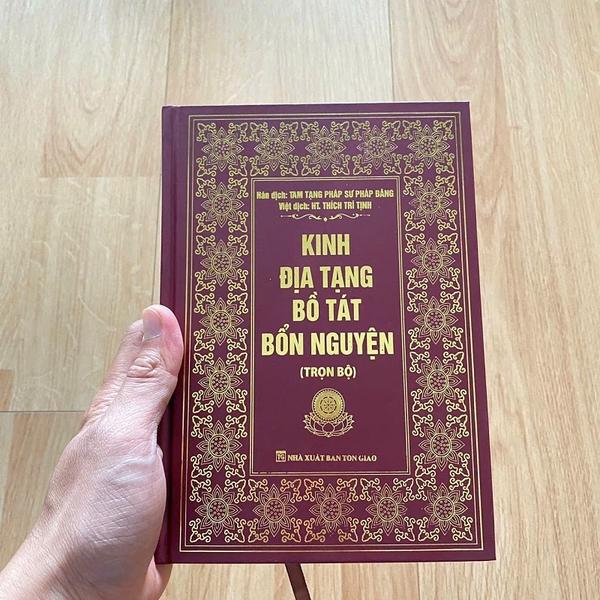 Hán dịch: TAM TẠNG PHÁP SƯ PHÁP ĐĂNG
Việt dịch: HT. THÍCH TRÍ TỊNH
KINH
ĐỊA TẠNG
BỒ TÁT
BỔN NGUYỆN
(TRỌN BỘ)
NHÀ XUẤT BẢN TÔN GIÁO